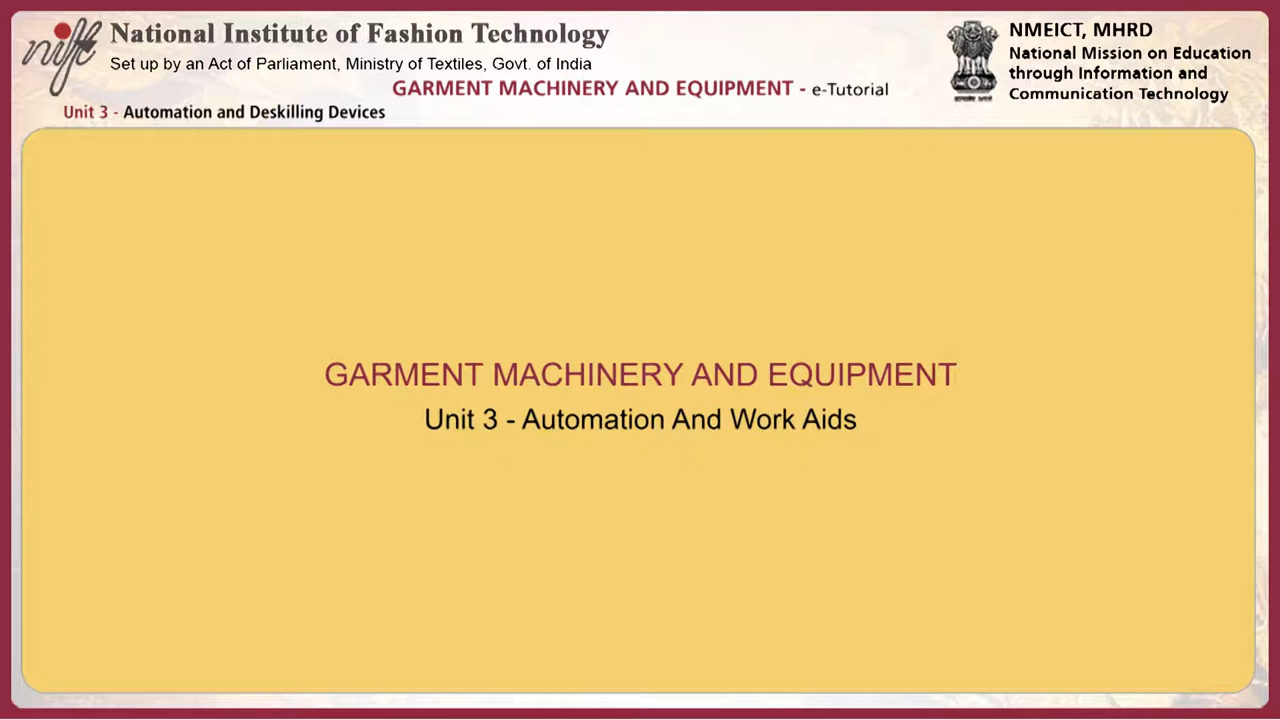 nift
National Institute of Fashion Technology
Set up by an Act of Parliament, Ministry of Textiles, Govt. of India
GARMENT MACHINERY AND EQUIPMENT - e-Tutorial
Unit 3 - Automation and Deskilling Devices
NMEICT, MHRD
National Mission on Education
through Information and
Communication Technology
GARMENT MACHINERY AND EQUIPMENT
Unit 3 - Automation And Work Aids